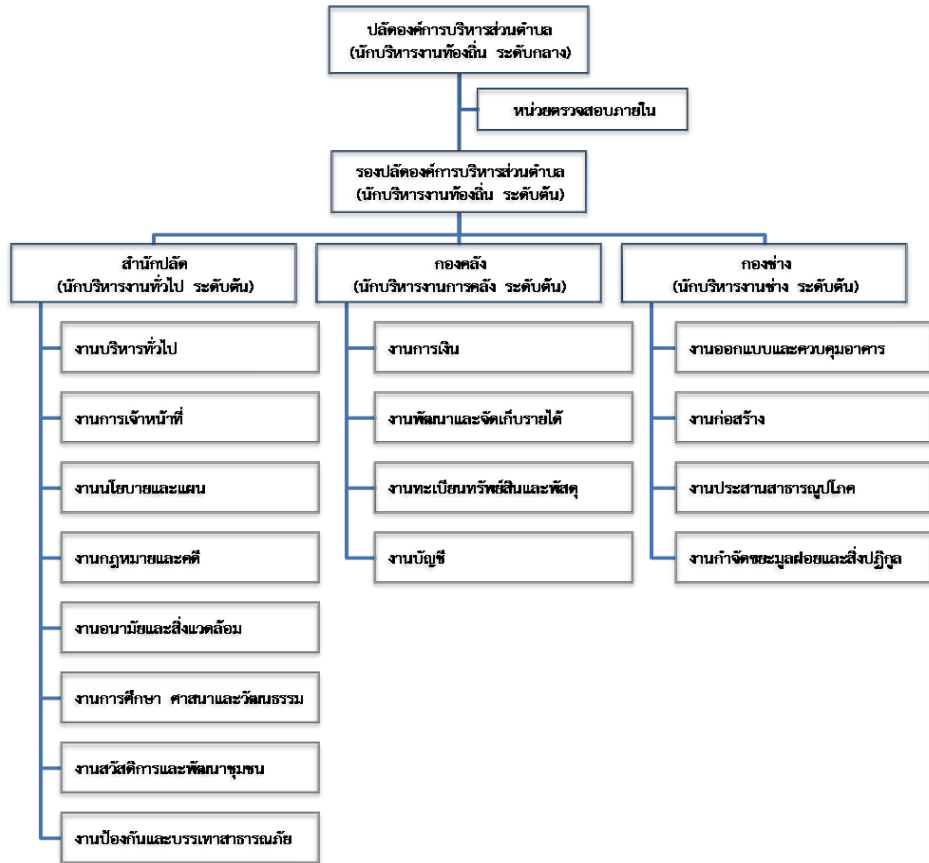 ปลัดองค์การบริหารส่วนตำบล
(นักบริหารงานท้องถิ่น ระดับกลาง)
หน่วยตรวจสอบภายใน
รองปลัดองค์การบริหารส่วนตำบล
(นักบริหารงานท้องถิ่น ระดับต้น)
สำนักปลัด
(นักบริหารงานทั่วไป ระดับต้น)
งานบริหารทั่วไป
งานการเจ้าหน้าที่
งานนโยบายและแผน
งานกฎหมายและคดี
งานอนามัยและสิ่งแวดล้อม
งานการศึกษา ศาสนาและวัฒนธรรม
งานสวัสดิการและพัฒนาชุมชน
งานป้องกันและบรรเทาสาธารณภัย
กองคลัง
(นักบริหารงานการคลัง ระดับต้น)
งานการเงิน
งานพัฒนาและจัดเก็บรายได้
งานทะเบียนทรัพย์สินและพัสดุ
งานบัญชี
กองช่าง
(นักบริหารงานช่าง ระดับต้น)
งานออกแบบและควบคุมอาคาร
งานก่อสร้าง
งานประสานสาธารณูปโภค
งานกำจัดขยะมูลฝอยและสิ่งปฏิกูล